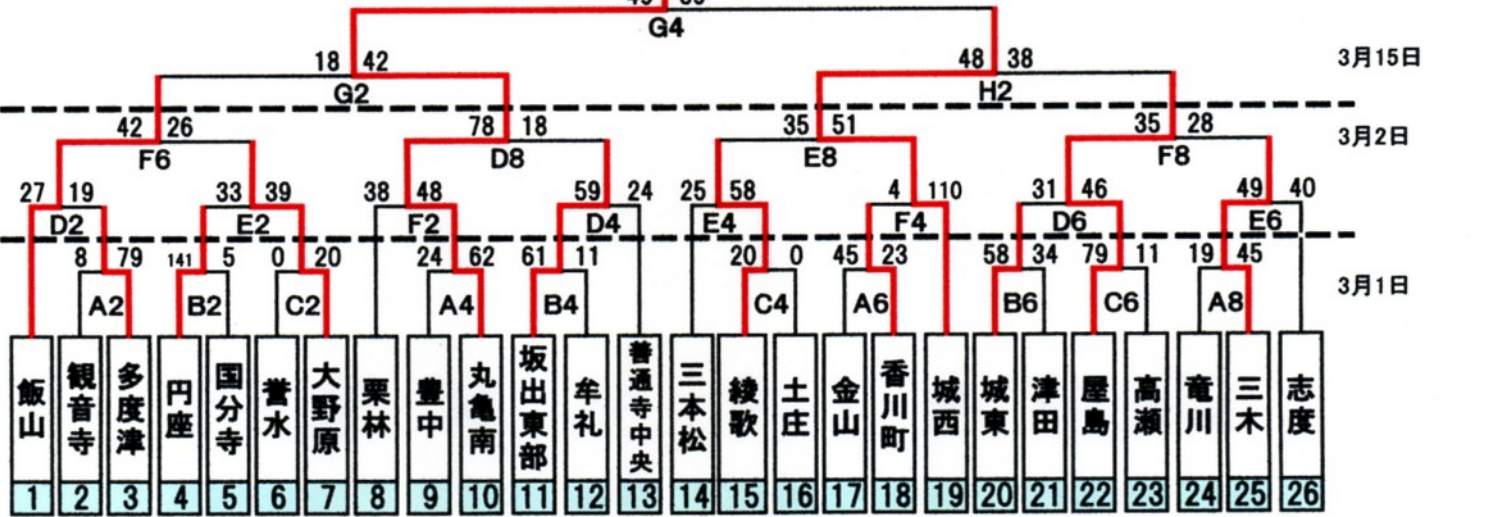 G4
18 42 48 38 3月15日
G2 H2
42 26 78 18 35 51 35 28 3月2日
F6 D8 E8 F8
27 19 33 39 38 48 59 24 25 58 4 110 31 46 49 40
D2 E2 F2 D4 E4 F4 D6 E6
8 79 141 5 0 20 24 62 61 11 20 0 45 23 58 34 79 11 19 45
A2 B2 C2 A4 B4 C4 A6 B6 C6 A8 3月1日
飯山 観音寺 多度津 円座 国分寺 誉水 大野原 栗林 豊中 丸亀南 坂出東部 牟礼 善通寺中央 三本松 綾歌 土庄 金山 香川町 城西 城東 津田 屋島 高瀬 竜川 三木 志度
1 2 3 4 5 6 7 8 9 10 11 12 13 14 15 16 17 18 19 20 21 22 23 24 25 26